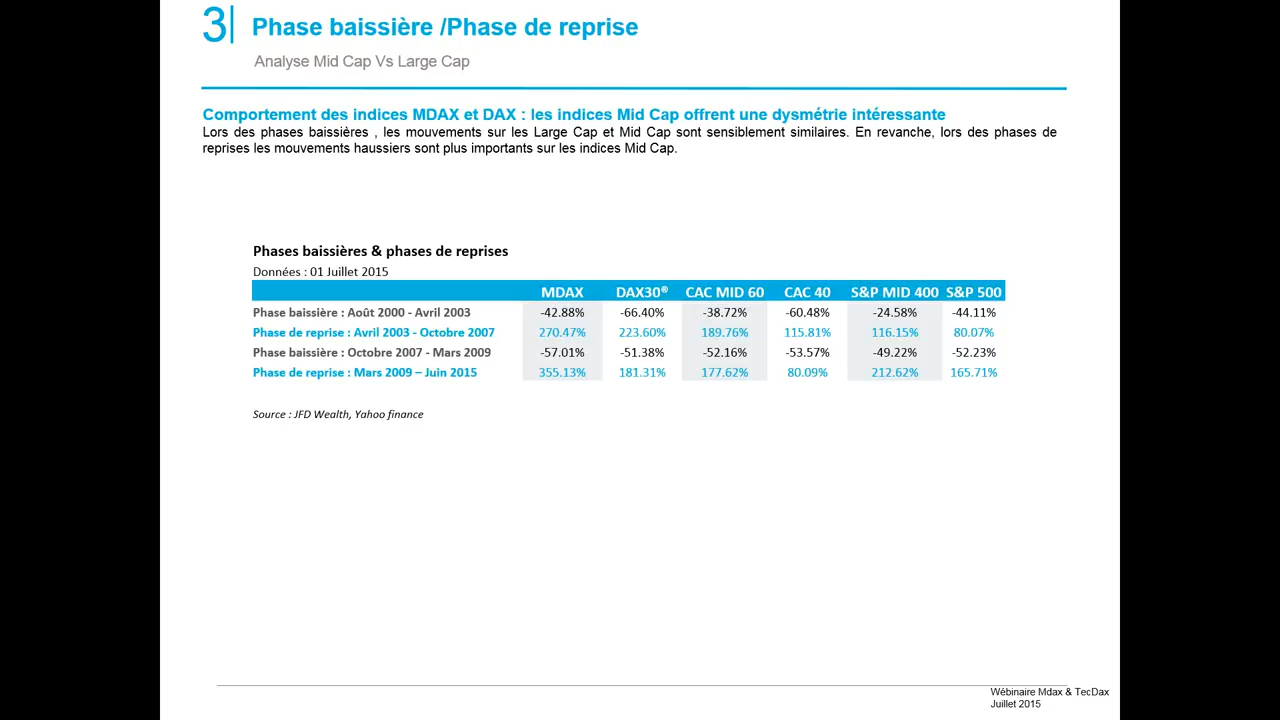 3 Phase baissière /Phase de reprise
Analyse Mid Cap Vs Large Cap
Comportement des indices MDAX et DAX : les indices Mid Cap offrent une dysmétrie intéressante
Lors des phases baissières , les mouvements sur les Large Cap et Mid Cap sont sensiblement similaires. En revanche, lors des phases de
reprises les mouvements haussiers sont plus importants sur les indices Mid Cap.
Phases baissières & phases de reprises
Données : 01 Juillet 2015
MDAX DAX30® CAC MID 60 CAC 40 S&P MID 400 S&P 500
Phase baissière : Août 2000 - Avril 2003 -42.88% -66.40% -38.72% -60.48% -24.58% -44.11%
Phase de reprise : Avril 2003 - Octobre 2007 270.47% 223.60% 189.76% 115.81% 116.15% 80.07%
Phase baissière : Octobre 2007 - Mars 2009 -57.01% -51.38% -52.16% -53.57% -49.22% -52.23%
Phase de reprise : Mars 2009 – Juin 2015 355.13% 181.31% 177.62% 80.09% 212.62% 165.71%
Source : JFD Wealth, Yahoo finance
Wébinaire Mdax & TecDax
Juillet 2015